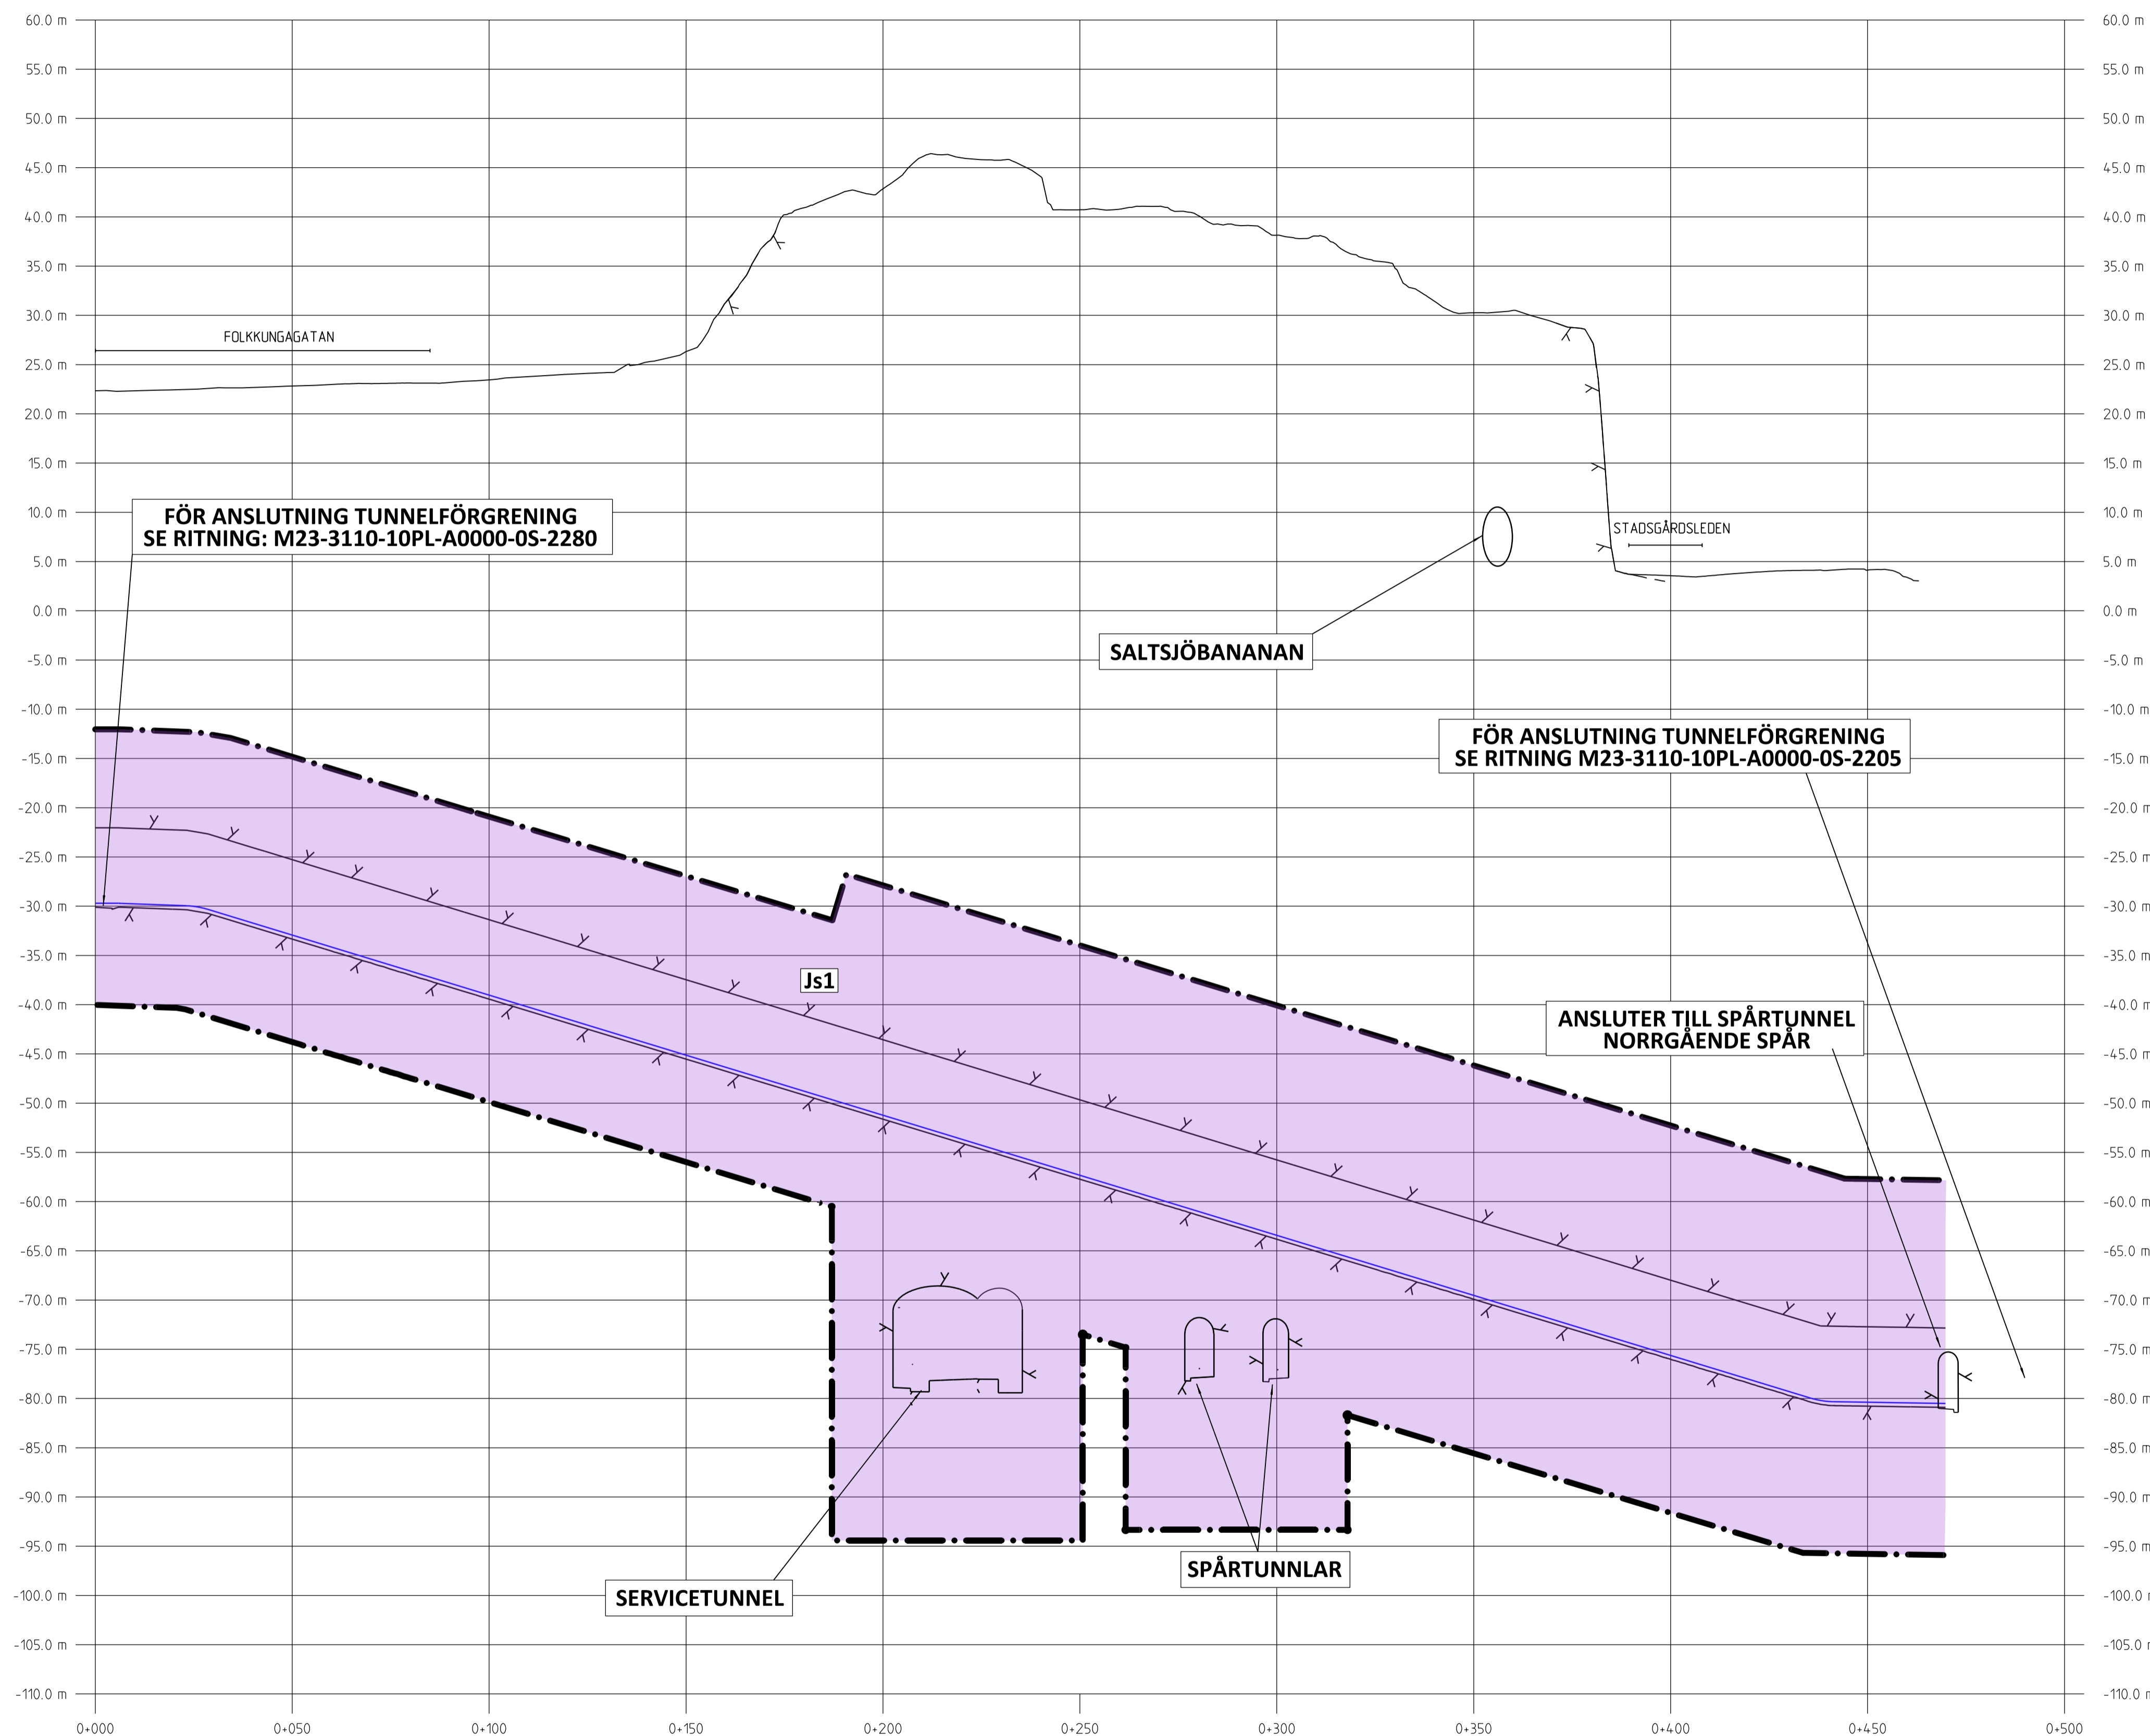 60.0 m 60.0 m
55.0 m 55.0 m
50.0 m 50.0 m
45.0 m 45.0 m
40.0 m 40.0 m
35.0 m 35.0 m
30.0 m 30.0 m
FOLKKUNGAGATAN
25.0 m 25.0 m
20.0 m 20.0 m
15.0 m 15.0 m
FÖR ANSLUTNING TUNNELFÖRGRENING
SE RITNING: M23-3110-10PL-A0000-0S-2280
10.0 m 10.0 m
STADSGÅRDSLEDEN
5.0 m 5.0 m
0.0 m 0.0 m
SALTSJÖBANANAN
-5.0 m -5.0 m
-10.0 m -10.0 m
FÖR ANSLUTNING TUNNELFÖRGRENING
SE RITNING M23-3110-10PL-A0000-0S-2205
-15.0 m -15.0 m
-20.0 m -20.0 m
-25.0 m -25.0 m
-30.0 m -30.0 m
-35.0 m -35.0 m
Js1
-40.0 m -40.0 m
ANSLUTER TILL SPÅRTUNNEL
NORRGÅENDE SPÅR
-45.0 m -45.0 m
-50.0 m -50.0 m
-55.0 m -55.0 m
-60.0 m -60.0 m
-65.0 m -65.0 m
-70.0 m -70.0 m
-75.0 m -75.0 m
-80.0 m -80.0 m
-85.0 m -85.0 m
-90.0 m -90.0 m
-95.0 m -95.0 m
SPÅRTUNNLAR
SERVICETUNNEL
-100.0 m -100.0 m
-105.0 m -105.0 m
-110.0 m -110.0 m
0+000 0+050 0+100 0+150 0+200 0+250 0+300 0+350 0+400 0+450 0+500